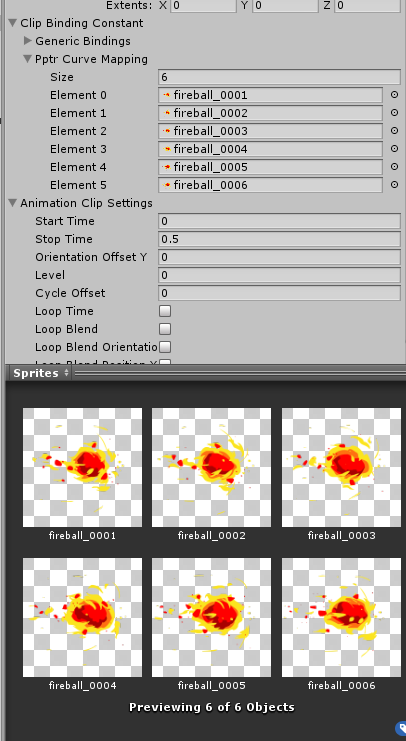 Extents: X 0 Y 0 Z 0
Clip Binding Constant
Generic Bindings
Pptr Curve Mapping
Size 6
Element 0 fireball_0001
Element 1 fireball_0002
Element 2 fireball_0003
Element 3 fireball_0004
Element 4 fireball_0005
Element 5 fireball_0006
Animation Clip Settings
Start Time 0
Stop Time 0.5
Orientation Offset Y 0
Level 0
Cycle Offset 0
Loop Time
Loop Blend
Loop Blend Orientatio
Loop Blend Position Y
Sprites
fireball_0001 fireball_0002 fireball_0003
fireball_0004 fireball_0005 fireball_0006
Previewing 6 of 6 Objects